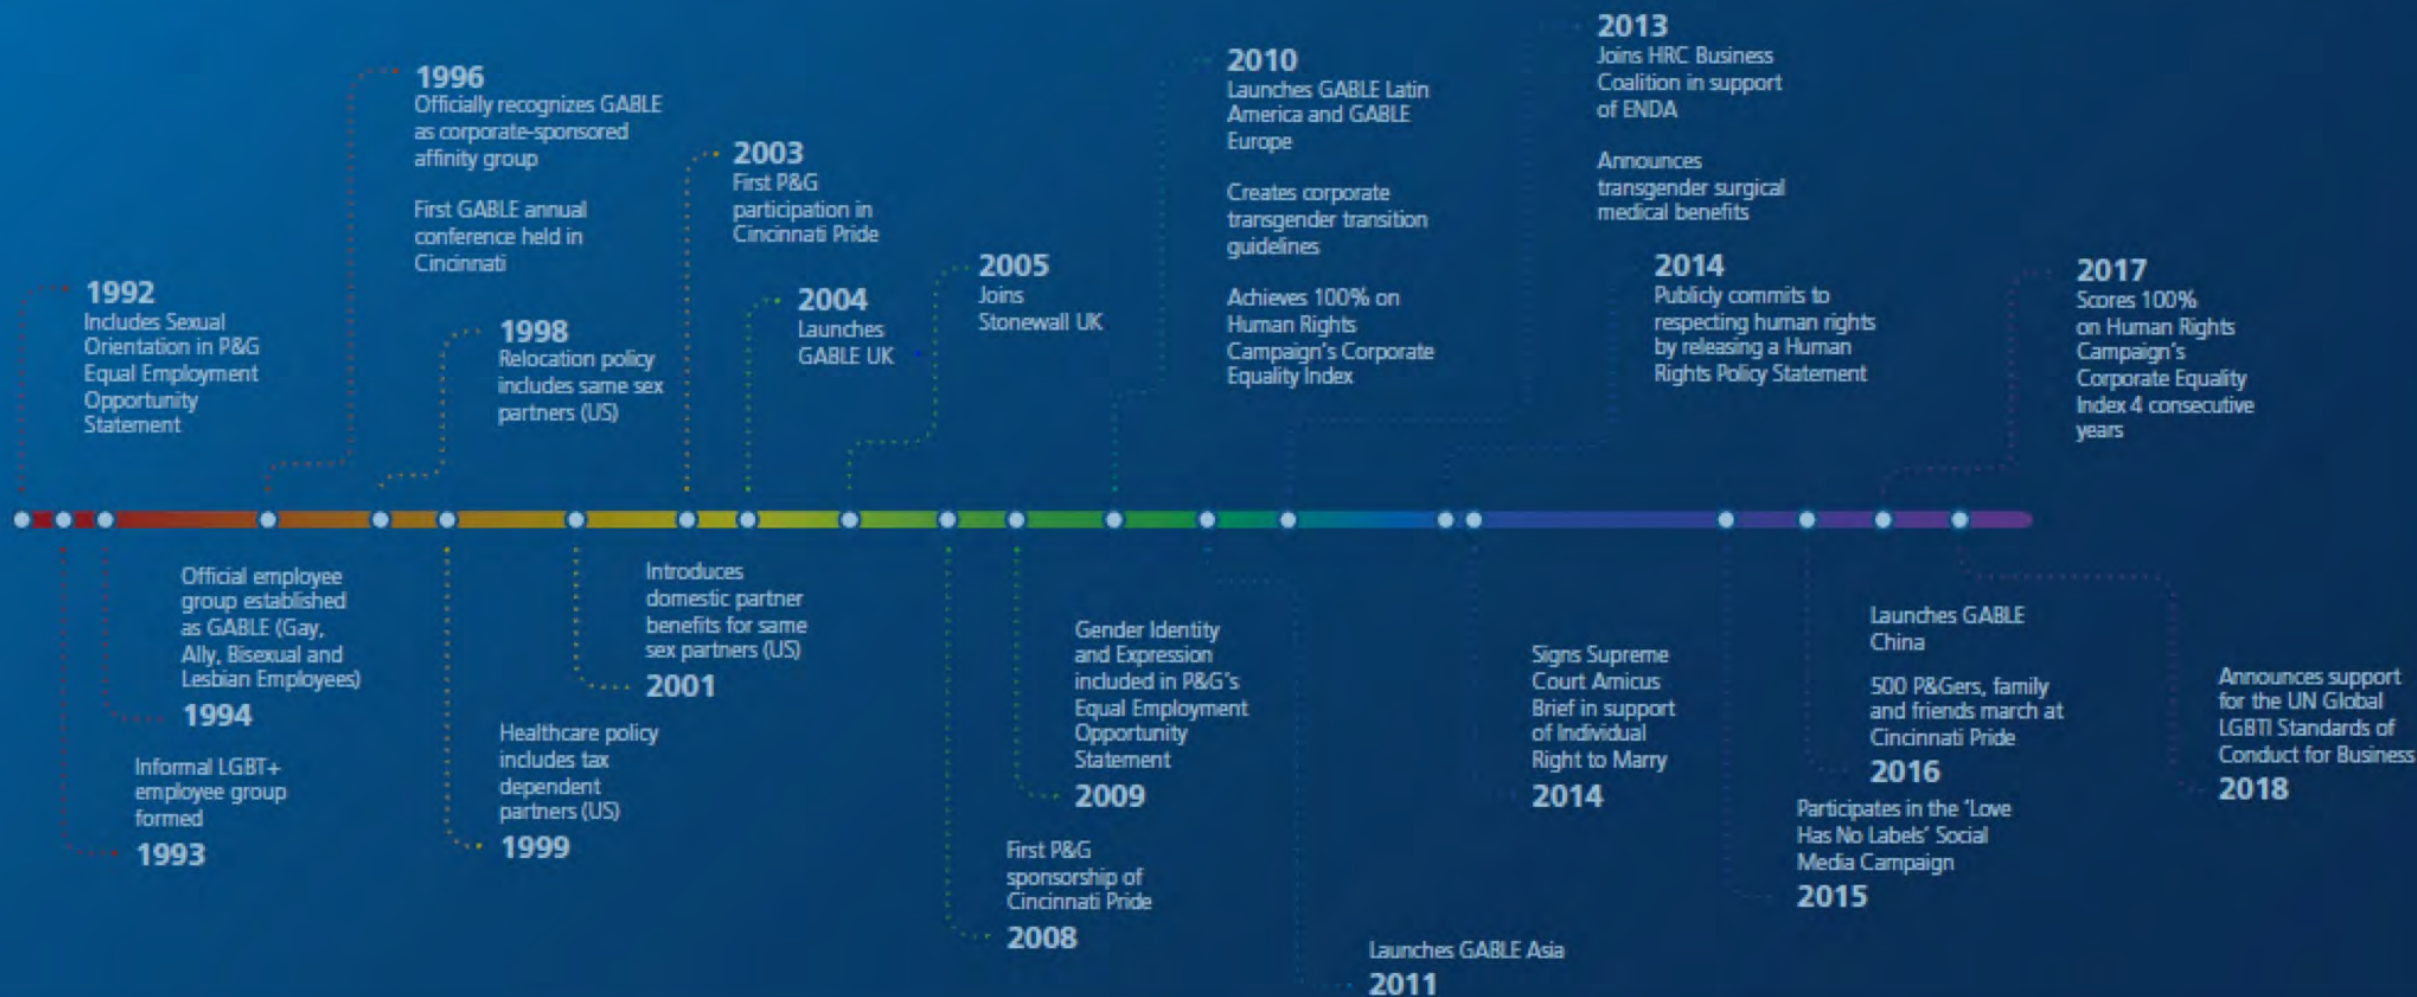 1992
Includes Sexual
Orientation in P&G
Equal Employment
Opportunity
Statement
Informal LGBT+
employee group
formed
1993
Official employee
group established
as GABLE (Gay,
Ally, Bisexual and
Lesbian Employees)
1994
1996
Officially recognizes GABLE
as corporate-sponsored
affinity group
First GABLE annual
conference held in
Cincinnati
1998
Relocation policy
includes same sex
partners (US)
Healthcare policy
includes tax
dependent
partners (US)
1999
Introduces
domestic partner
benefits for same
sex partners (US)
2001
2003
First P&G
participation in
Cincinnati Pride
2004
Launches
GABLE UK
2005
Joins
Stonewall UK
First P&G
sponsorship of
Cincinnati Pride
2008
Gender Identity
and Expression
included in P&G's
Equal Employment
Opportunity
Statement
2009
2010
Launches GABLE Latin
America and GABLE
Europe
Creates corporate
transgender transition
guidelines
Achieves 100% on
Human Rights
Campaign's Corporate
Equality Index
Launches GABLE Asia
2011
2013
Joins HRC Business
Coalition in support
of ENDA
Announces
transgender surgical
medical benefits
2014
Publicly commits to
respecting human rights
by releasing a Human
Rights Policy Statement
Signs Supreme
Court Amicus
Brief in support
of Individual
Right to Marry
2014
Participates in the 'Love
Has No Labels' Social
Media Campaign
2015
Launches GABLE
China
500 P&Gers, family
and friends march at
Cincinnati Pride
2016
2017
Scores 100%
on Human Rights
Campaign's
Corporate Equality
Index 4 consecutive
years
Announces support
for the UN Global
LGBTI Standards of
Conduct for Business
2018